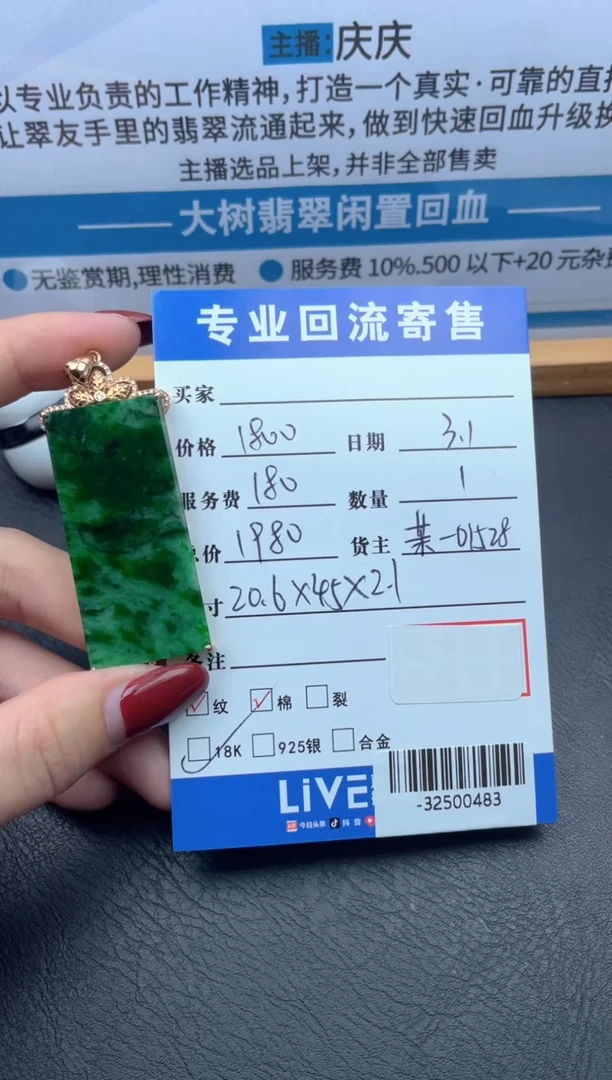 主播:庆庆
以专业负责的工作精神,打造一个真实·可靠的直
让翠友手里的翡翠流通起来,做到快速回血升级换
主播选品上架,并非全部售卖
大树翡翠闲置回血
无鉴赏期,理性消费 服务费 10%.500 以下+20 元杂
专业回流寄售
买家
价格 1800 日期 3.1
服务费 180 数量 1
价 1980 货主 某-01528
寸 20.6×45×2.1
备注
纹 棉 裂
18K 925银 合金
LiVE
今日头条 抖音
-32500483